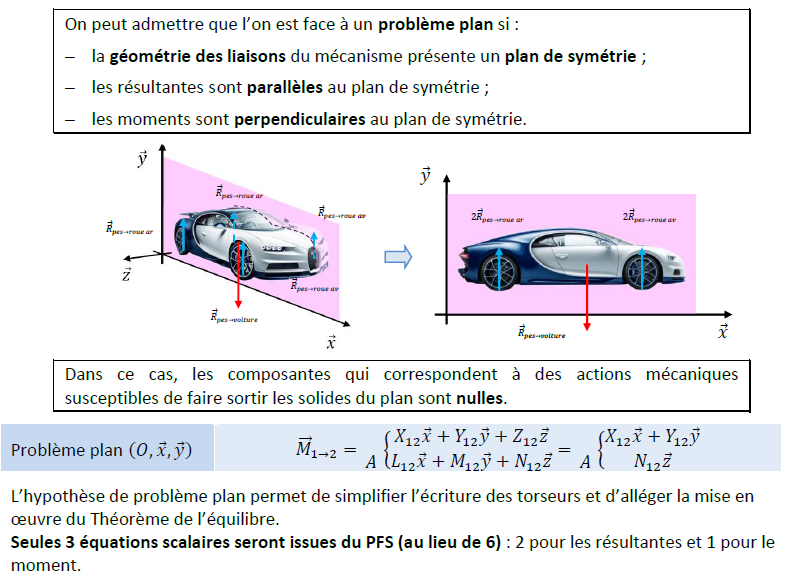 On peut admettre que l'on est face à un problème plan si :
– la géométrie des liaisons du mécanisme présente un plan de symétrie ;
– les résultantes sont parallèles au plan de symétrie ;
– les moments sont perpendiculaires au plan de symétrie.
y⃗
R⃗pes→roue ar
R⃗pes→roue av
R⃗pes→roue ar
z⃗
R⃗pes→roue av
R⃗pes→voiture
x⃗
y⃗
2R⃗pes→roue ar
2R⃗pes→roue av
R⃗pes→voiture
x⃗
Dans ce cas, les composantes qui correspondent à des actions mécaniques
susceptibles de faire sortir les solides du plan sont nulles.
Problème plan (O, x⃗, y⃗)
M⃗1→2 = A { X12x⃗ + Y12y⃗ + Z12z⃗ = A { X12x⃗ + Y12y⃗
L12x⃗ + M12y⃗ + N12z⃗ N12z⃗
L'hypothèse de problème plan permet de simplifier l'écriture des torseurs et d'alléger la mise en
œuvre du Théorème de l'équilibre.
Seules 3 équations scalaires seront issues du PFS (au lieu de 6) : 2 pour les résultantes et 1 pour le
moment.